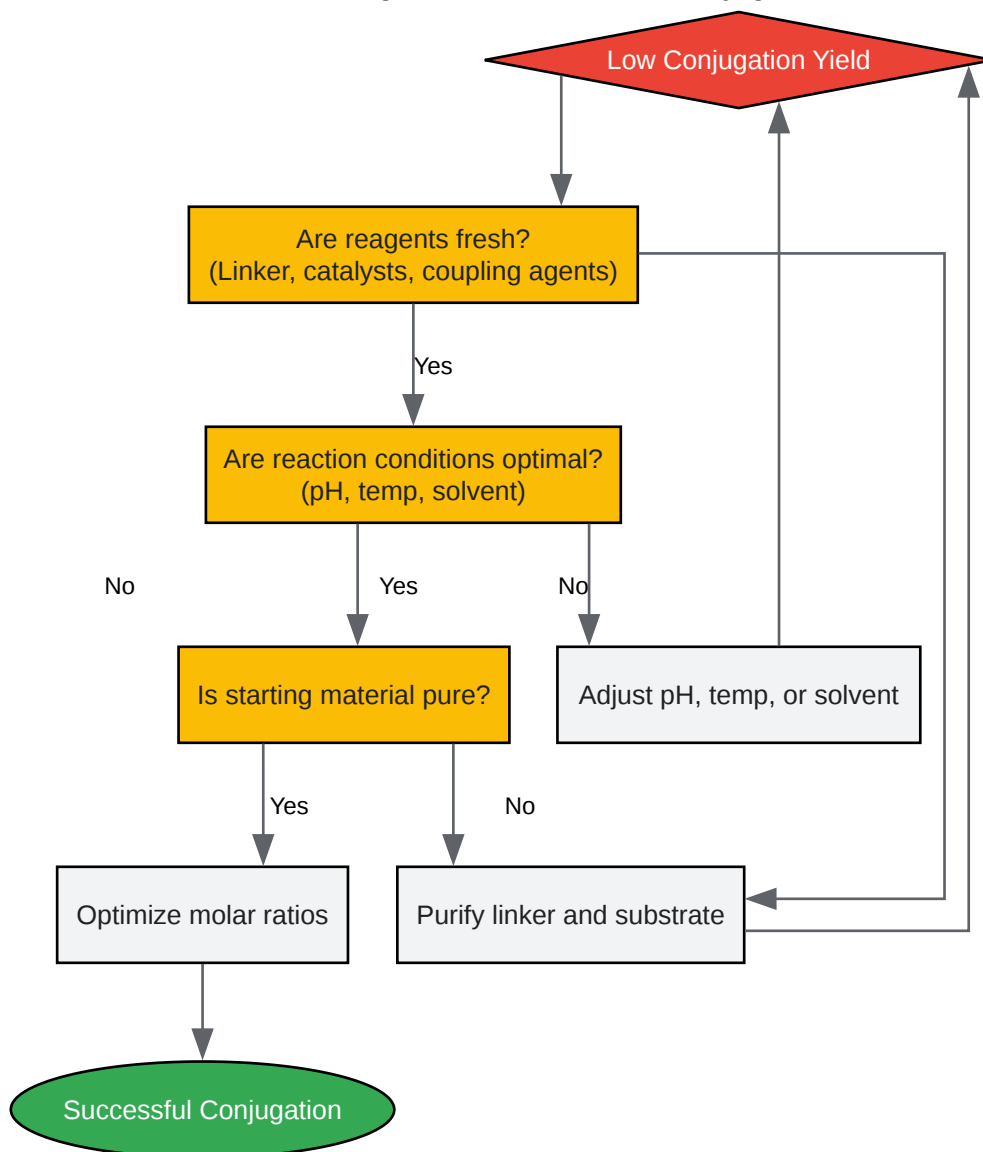 Low Conjugation Yield
Are reagents fresh?
(Linker, catalysts, coupling agents)
Yes
Are reaction conditions optimal?
(pH, temp, solvent)
No
Yes
No
Is starting material pure?
Adjust pH, temp, or solvent
Yes
No
Optimize molar ratios
Purify linker and substrate
Successful Conjugation